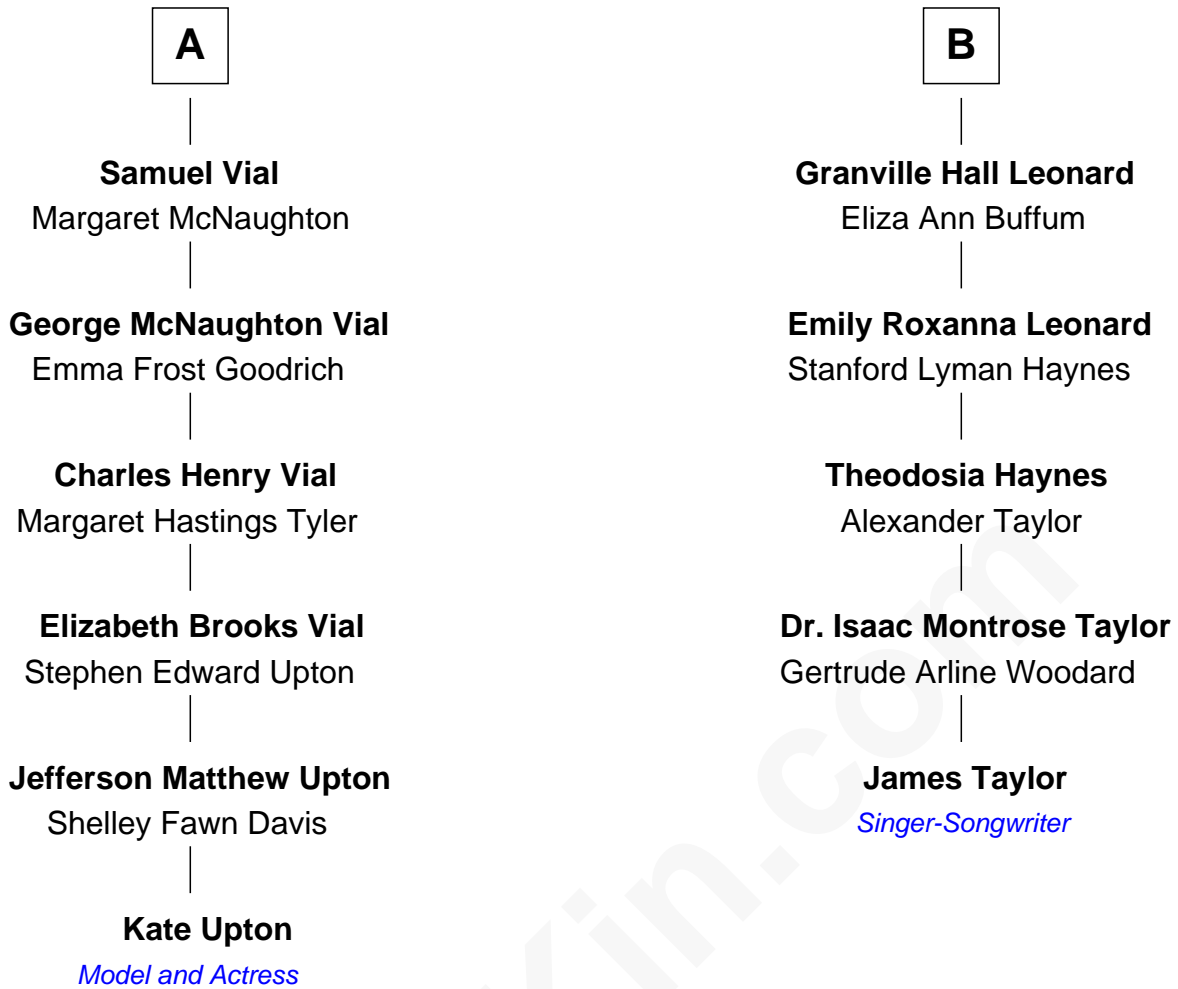 A
Samuel Vial
Margaret McNaughton
George McNaughton Vial
Emma Frost Goodrich
Charles Henry Vial
Margaret Hastings Tyler
Elizabeth Brooks Vial
Stephen Edward Upton
Jefferson Matthew Upton
Shelley Fawn Davis
Kate Upton
Model and Actress
B
Granville Hall Leonard
Eliza Ann Buffum
Emily Roxanna Leonard
Stanford Lyman Haynes
Theodosia Haynes
Alexander Taylor
Dr. Isaac Montrose Taylor
Gertrude Arline Woodard
James Taylor
Singer-Songwriter
Kin.com